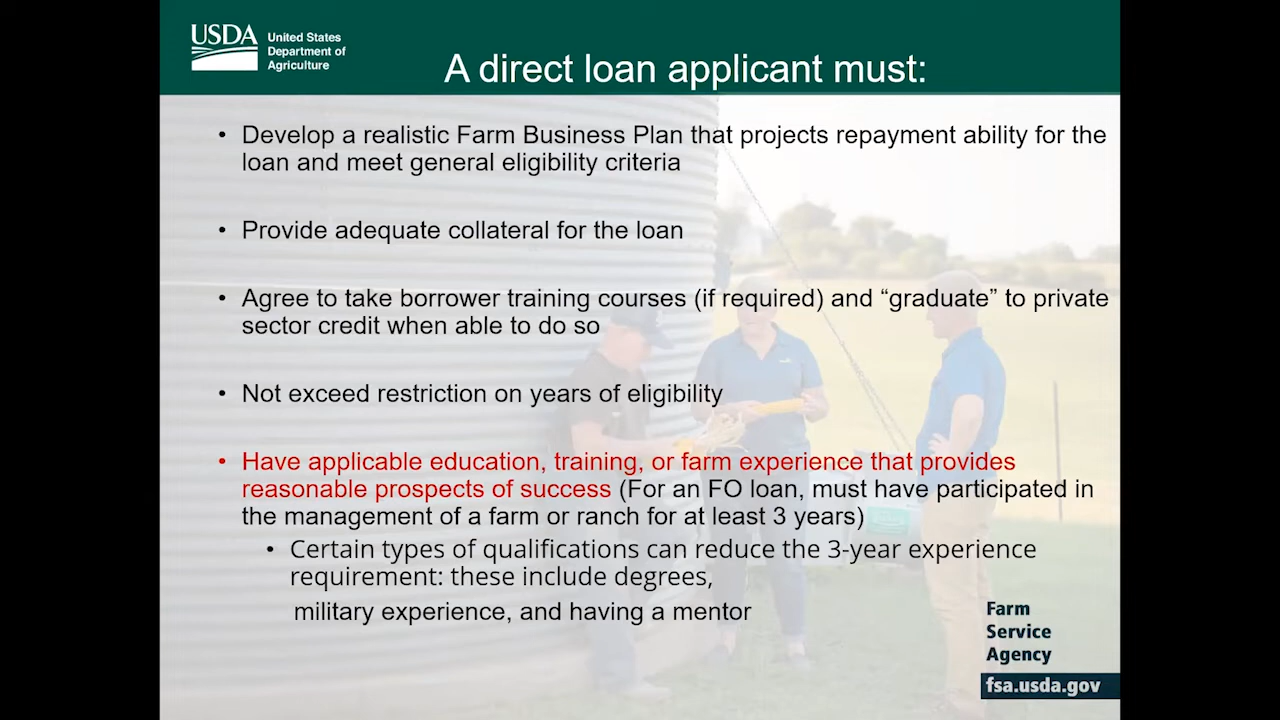 USDA
United States
Department of
Agriculture
A direct loan applicant must:
• Develop a realistic Farm Business Plan that projects repayment ability for the
loan and meet general eligibility criteria
• Provide adequate collateral for the loan
• Agree to take borrower training courses (if required) and “graduate” to private
sector credit when able to do so
• Not exceed restriction on years of eligibility
• Have applicable education, training, or farm experience that provides
reasonable prospects of success (For an FO loan, must have participated in
the management of a farm or ranch for at least 3 years)
• Certain types of qualifications can reduce the 3-year experience
requirement: these include degrees,
military experience, and having a mentor
Farm
Service
Agency
fsa.usda.gov